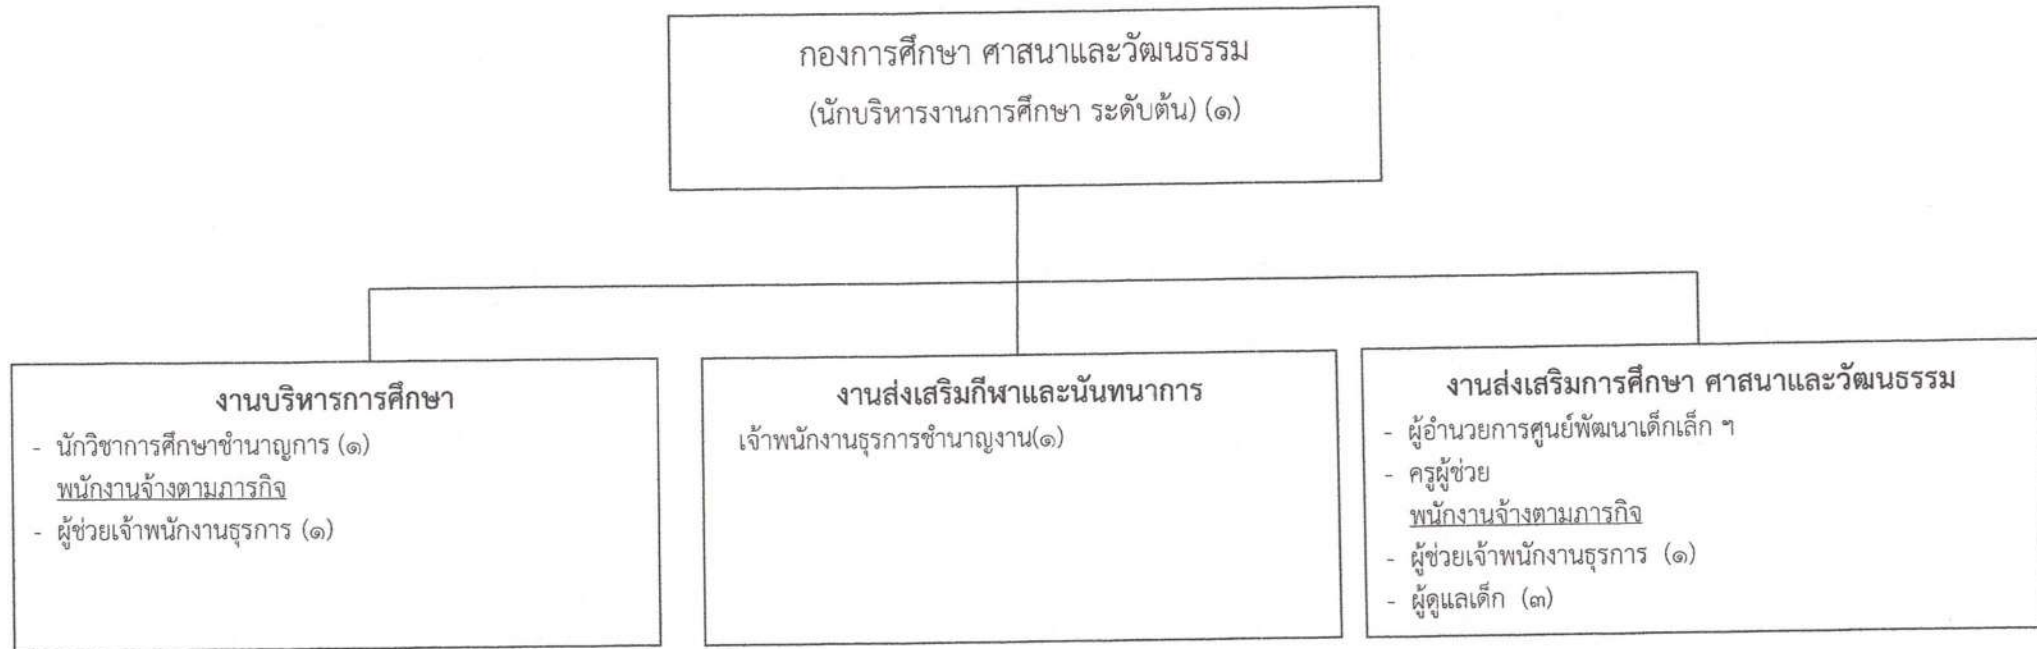 กองการศึกษา ศาสนาและวัฒนธรรม
(นักบริหารงานการศึกษา ระดับต้น) (๑)
งานบริหารการศึกษา
- นักวิชาการศึกษาชำนาญการ (๑)
พนักงานจ้างตามภารกิจ
- ผู้ช่วยเจ้าพนักงานธุรการ (๑)
งานส่งเสริมกีฬาและนันทนาการ
เจ้าพนักงานธุรการชำนาญงาน(๑)
งานส่งเสริมการศึกษา ศาสนาและวัฒนธรรม
- ผู้อำนวยการศูนย์พัฒนาเด็กเล็ก ฯ
- ครูผู้ช่วย
พนักงานจ้างตามภารกิจ
- ผู้ช่วยเจ้าพนักงานธุรการ (๑)
- ผู้ดูแลเด็ก (๓)